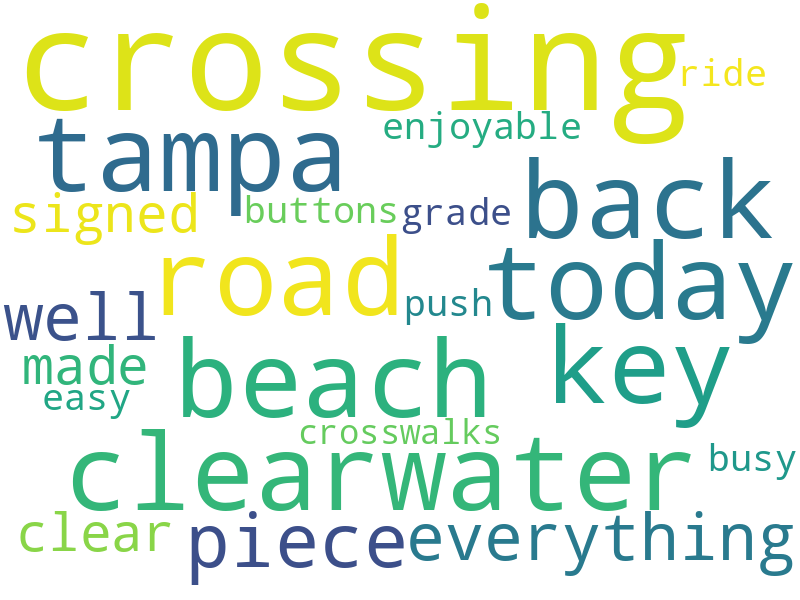 crossing
ride
tampa
enjoyable
back
signed
buttons
grade
road
today
well
push
made
beach
key
easy
crosswalks
clearwater
busy
clear
piece
everything